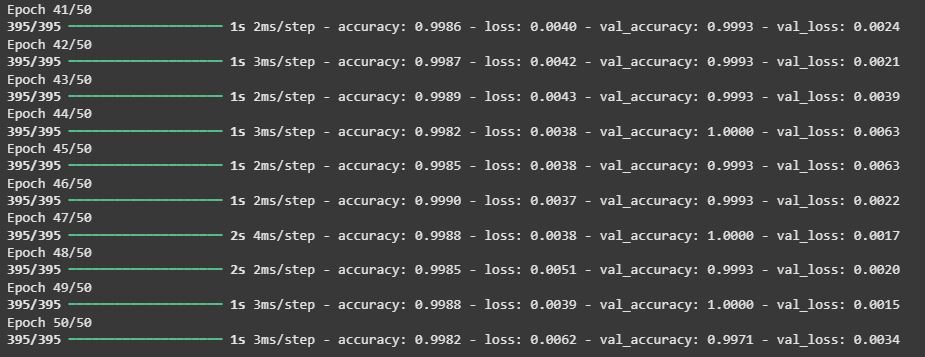 Epoch 41/50
395/395 ━━━━━━━━━━━━━━━━━━━━ 1s 2ms/step - accuracy: 0.9986 - loss: 0.0040 - val_accuracy: 0.9993 - val_loss: 0.0024
Epoch 42/50
395/395 ━━━━━━━━━━━━━━━━━━━━ 1s 3ms/step - accuracy: 0.9987 - loss: 0.0042 - val_accuracy: 0.9993 - val_loss: 0.0021
Epoch 43/50
395/395 ━━━━━━━━━━━━━━━━━━━━ 1s 2ms/step - accuracy: 0.9989 - loss: 0.0043 - val_accuracy: 0.9993 - val_loss: 0.0039
Epoch 44/50
395/395 ━━━━━━━━━━━━━━━━━━━━ 1s 3ms/step - accuracy: 0.9982 - loss: 0.0038 - val_accuracy: 1.0000 - val_loss: 0.0063
Epoch 45/50
395/395 ━━━━━━━━━━━━━━━━━━━━ 1s 2ms/step - accuracy: 0.9985 - loss: 0.0038 - val_accuracy: 0.9993 - val_loss: 0.0063
Epoch 46/50
395/395 ━━━━━━━━━━━━━━━━━━━━ 1s 2ms/step - accuracy: 0.9990 - loss: 0.0037 - val_accuracy: 0.9993 - val_loss: 0.0022
Epoch 47/50
395/395 ━━━━━━━━━━━━━━━━━━━━ 2s 4ms/step - accuracy: 0.9988 - loss: 0.0038 - val_accuracy: 1.0000 - val_loss: 0.0017
Epoch 48/50
395/395 ━━━━━━━━━━━━━━━━━━━━ 2s 2ms/step - accuracy: 0.9985 - loss: 0.0051 - val_accuracy: 0.9993 - val_loss: 0.0020
Epoch 49/50
395/395 ━━━━━━━━━━━━━━━━━━━━ 1s 3ms/step - accuracy: 0.9988 - loss: 0.0039 - val_accuracy: 1.0000 - val_loss: 0.0015
Epoch 50/50
395/395 ━━━━━━━━━━━━━━━━━━━━ 1s 3ms/step - accuracy: 0.9982 - loss: 0.0062 - val_accuracy: 0.9971 - val_loss: 0.0034